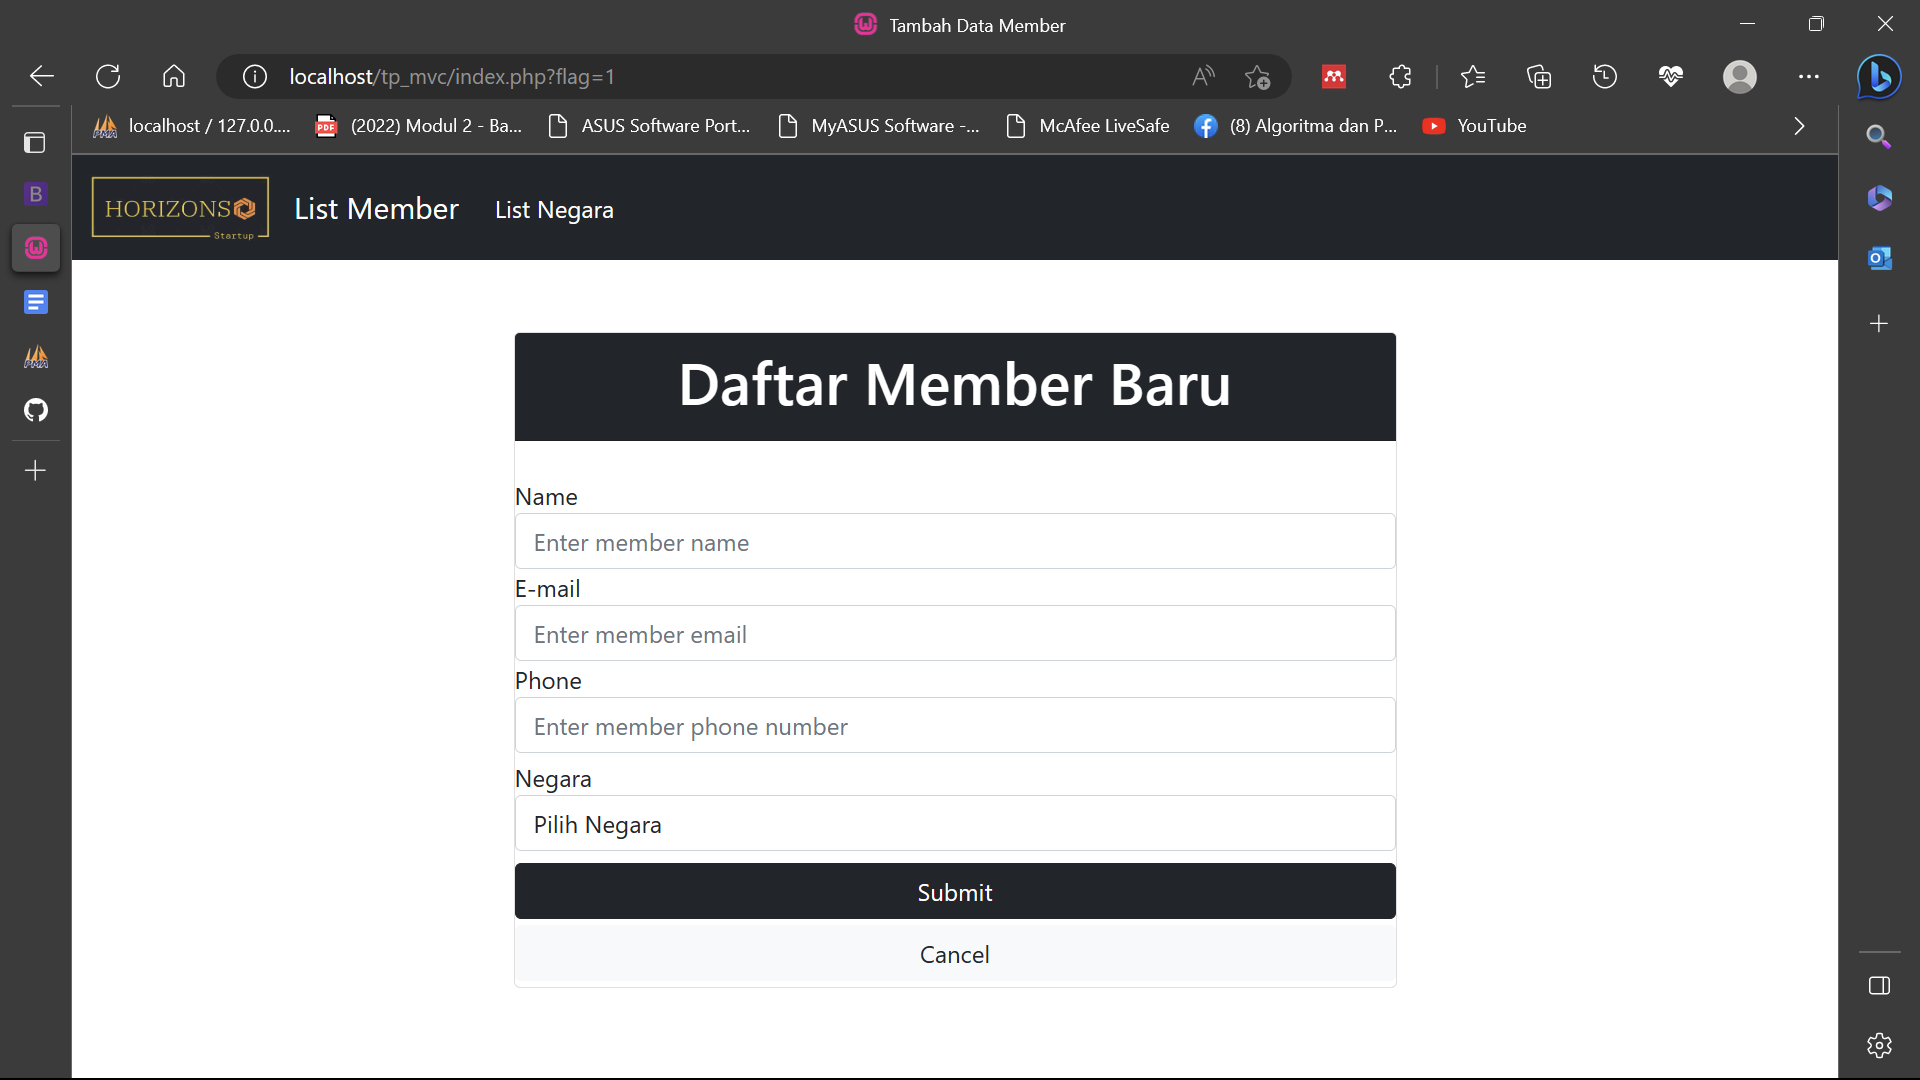 Tambah Data Member
localhost/tp_mvc/index.php?flag=1
localhost / 127.0.0....
(2022) Modul 2 - Ba...
ASUS Software Port...
MyASUS Software -...
McAfee LiveSafe
(8) Algoritma dan P...
YouTube
HORIZONS
Startup
List Member
List Negara
Daftar Member Baru
Name
Enter member name
E-mail
Enter member email
Phone
Enter member phone number
Negara
Pilih Negara
Submit
Cancel